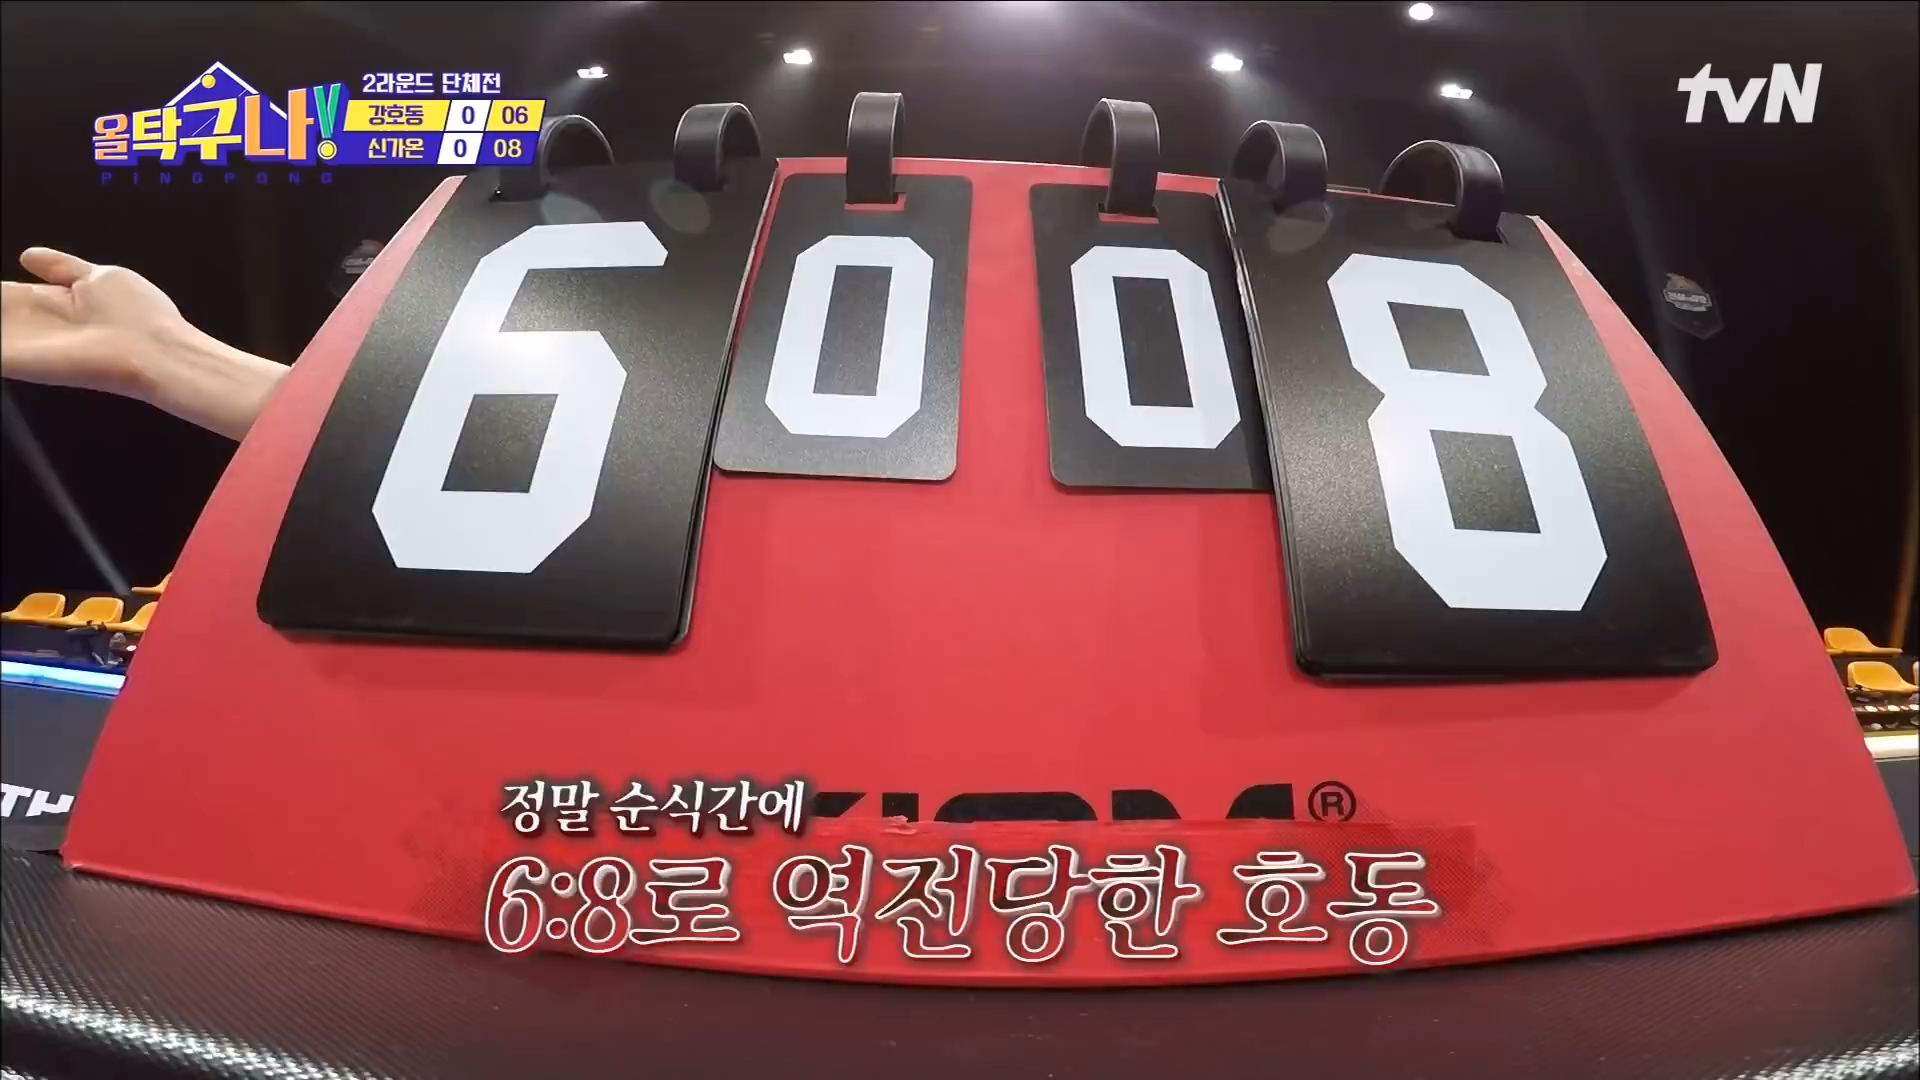 올탁구나!
PINGPONG
2라운드 단체전
강호동 0 06
신가온 0 08
tvN
6 0 0 8
TH
®
정말 순식간에
6:8로 역전당한 호동